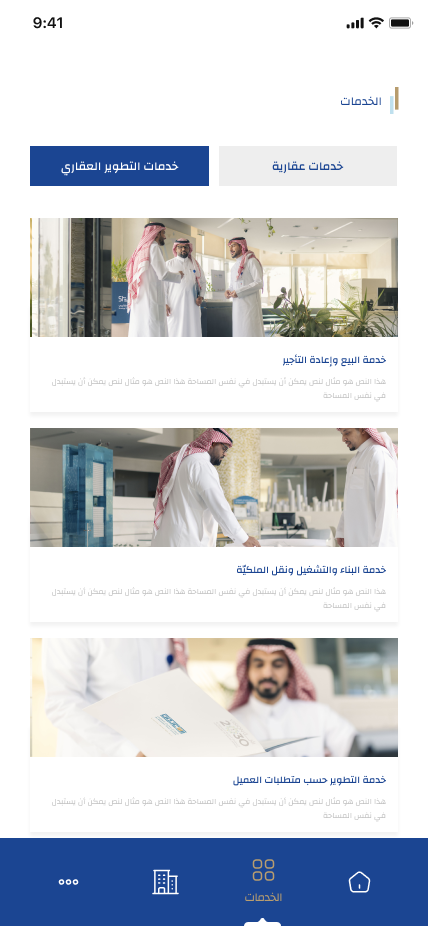 9:41
الخدمات
خدمات عقارية
خدمات التطوير العقاري
خدمة البيع وإعادة التأجير
هذا النص هو مثال لنص يمكن أن يستبدل في نفس المساحة هذا النص هو مثال لنص يمكن أن يستبدل
في نفس المساحة
خدمة البناء والتشغيل ونقل الملكيّة
هذا النص هو مثال لنص يمكن أن يستبدل في نفس المساحة هذا النص هو مثال لنص يمكن أن يستبدل
في نفس المساحة
خدمة التطوير حسب متطلبات العميل
هذا النص هو مثال لنص يمكن أن يستبدل في نفس المساحة هذا النص هو مثال لنص يمكن أن يستبدل
في نفس المساحة
الخدمات